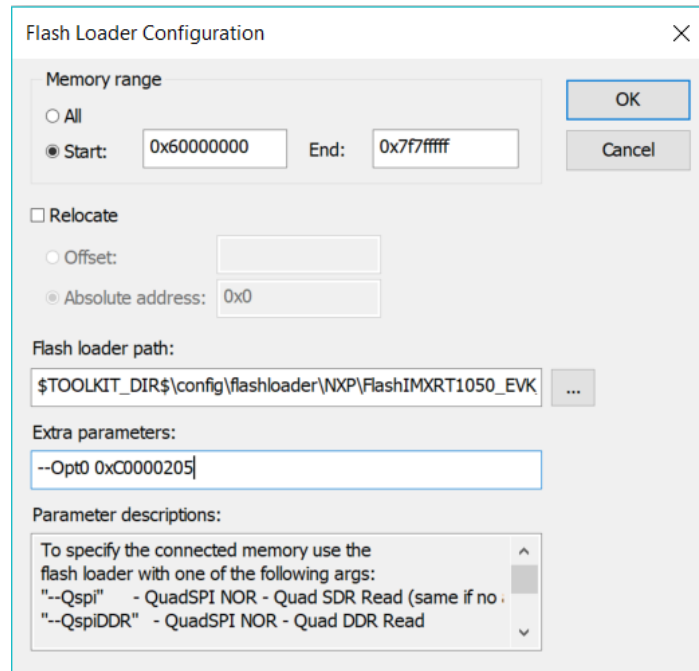 Flash Loader Configuration
Memory range
All
Start: 0x60000000 End: 0x7f7fffff
OK
Cancel
Relocate
Offset:
Absolute address: 0x0
Flash loader path:
$TOOLKIT_DIR$\config\flashloader\NXP\FlashIMXRT1050_EVK_
...
Extra parameters:
--Opt0 0xC0000205
Parameter descriptions:
To specify the connected memory use the
flash loader with one of the following args:
"--Qspi" - QuadSPI NOR - Quad SDR Read (same if no
"--QspiDDR" - QuadSPI NOR - Quad DDR Read